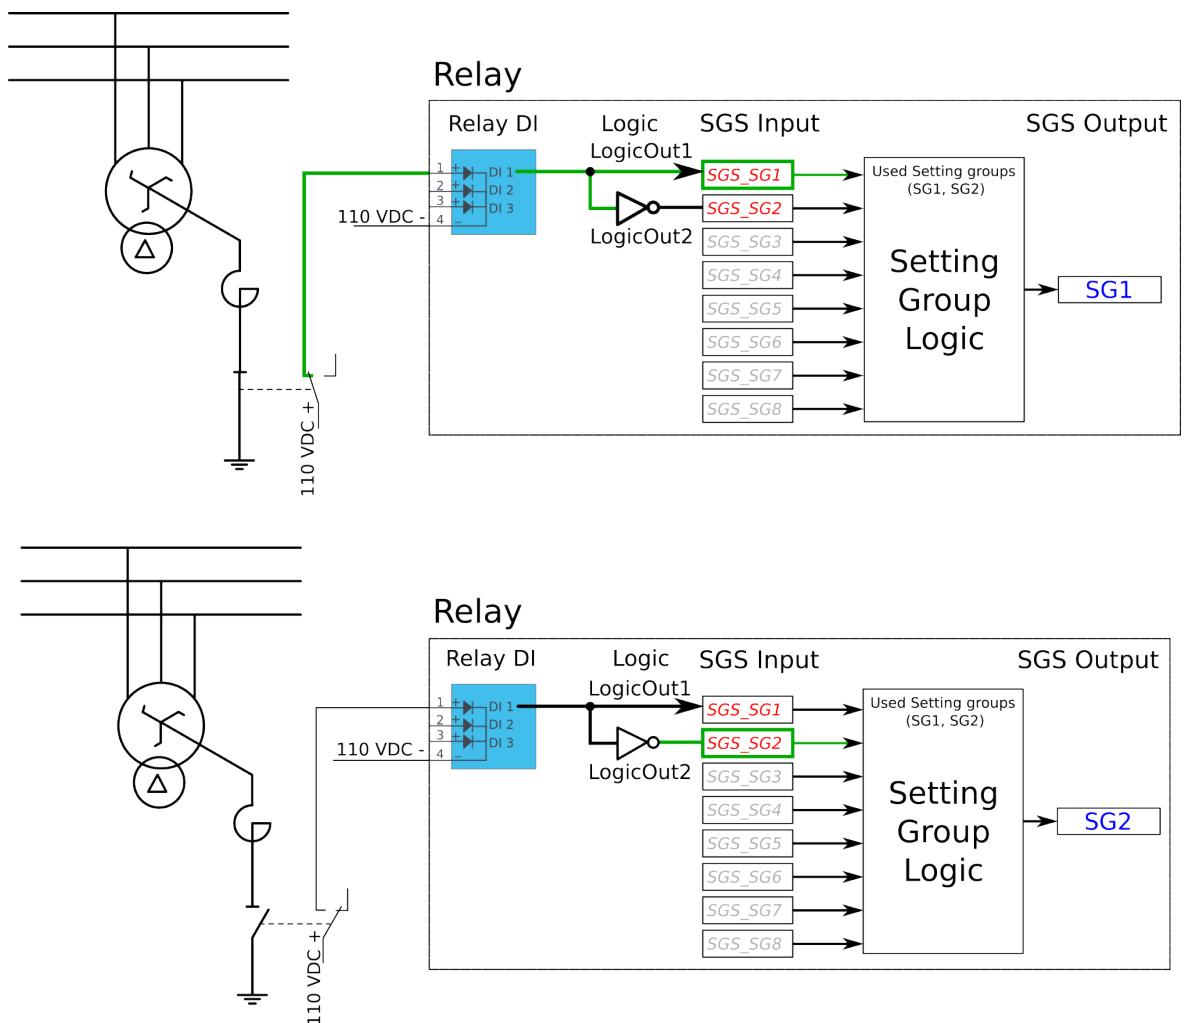 Relay
Relay DI
Logic
SGS Input
SGS Output
LogicOut1
1 + DI 1
2 + DI 2
3 + DI 3
4 −
110 VDC -
LogicOut2
SGS_SG1
SGS_SG2
SGS_SG3
SGS_SG4
SGS_SG5
SGS_SG6
SGS_SG7
SGS_SG8
Used Setting groups
(SG1, SG2)
Setting
Group
Logic
SG1
110 VDC +
Relay
Relay DI
Logic
SGS Input
SGS Output
LogicOut1
1 + DI 1
2 + DI 2
3 + DI 3
4 −
110 VDC -
LogicOut2
SGS_SG1
SGS_SG2
SGS_SG3
SGS_SG4
SGS_SG5
SGS_SG6
SGS_SG7
SGS_SG8
Used Setting groups
(SG1, SG2)
Setting
Group
Logic
SG2
110 VDC +